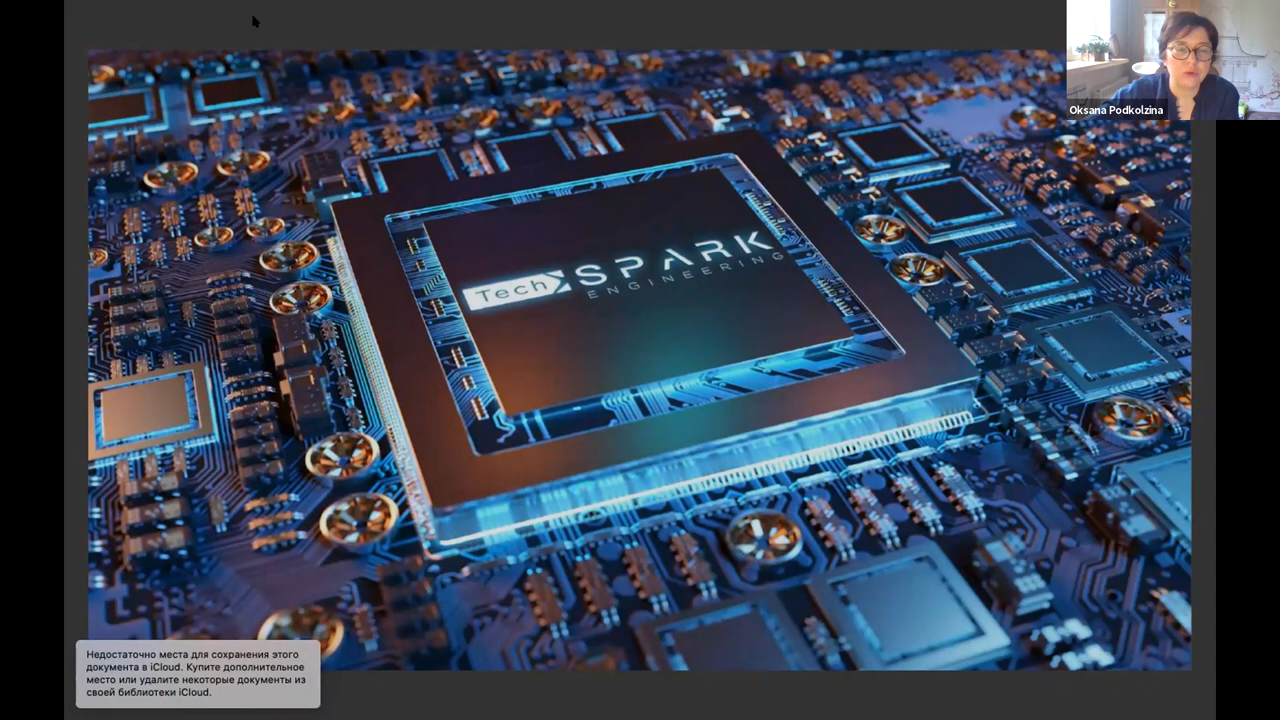 Oksana Podkolzina
Tech SPARK
ENGINEERING
Недостаточно места для сохранения этого
документа в iCloud. Купите дополнительное
место или удалите некоторые документы из
своей библиотеки iCloud.